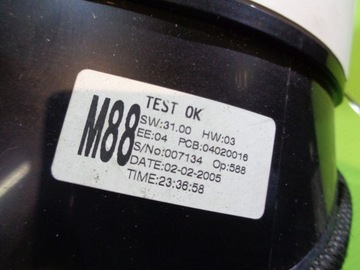 TEST OK
M88
SW:31.00 HW:03
EE:04 PCB:04020016
S/No:007134 Op:588
DATE:02-02-2005
TIME:23:36:58